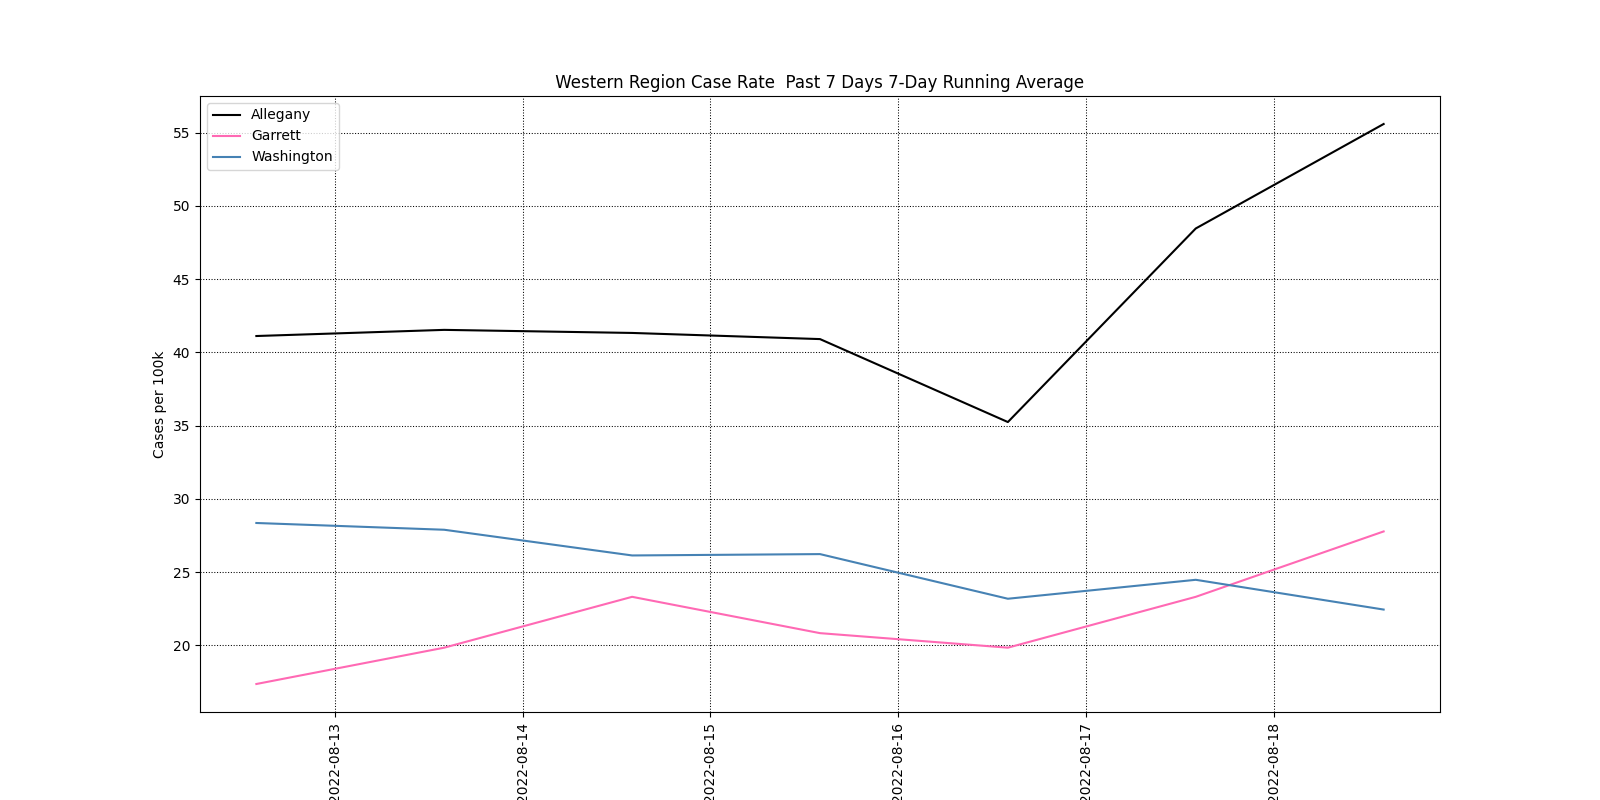 Western Region Case Rate  Past 7 Days 7-Day Running Average
Allegany
Garrett
Washington
55
50
45
40
35
30
25
20
Cases per 100k
2022-08-13
2022-08-14
2022-08-15
2022-08-16
2022-08-17
2022-08-18